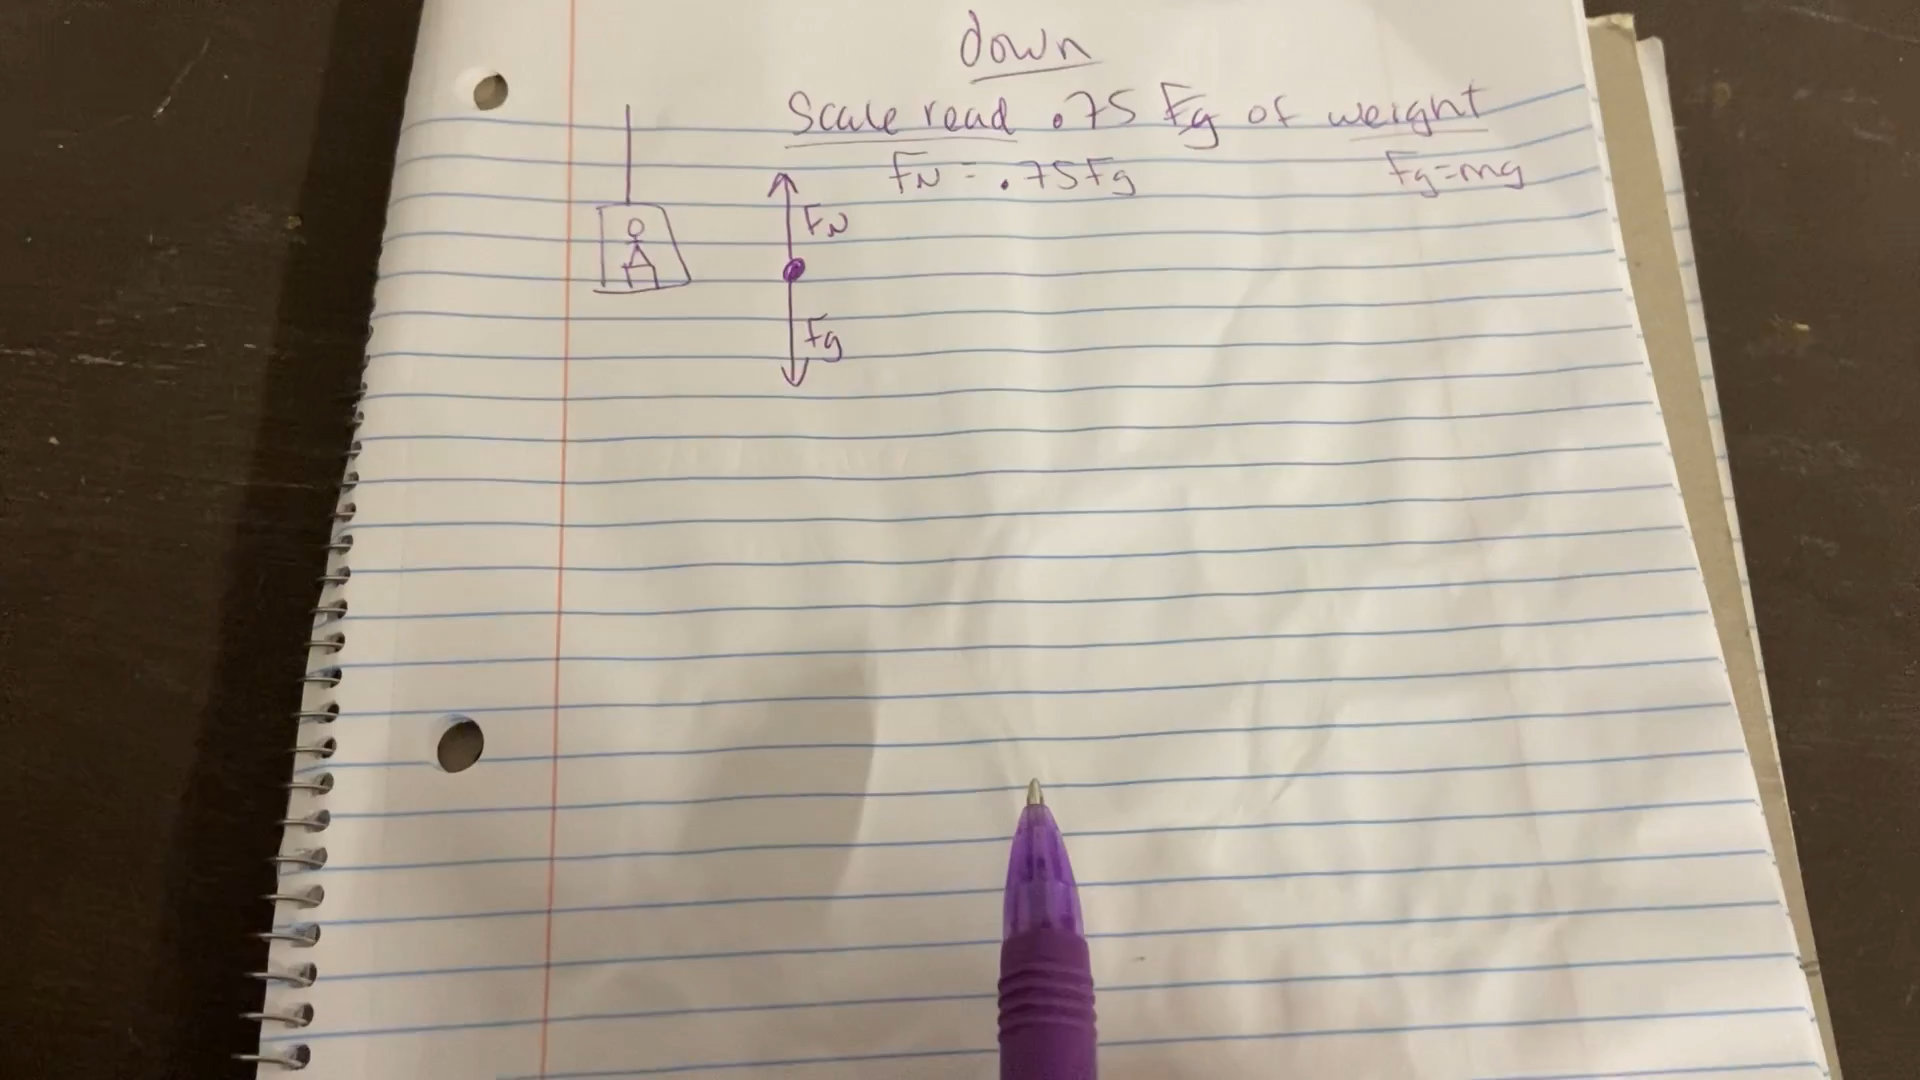 down
Scale read .75 Fg of weight
FN = .75Fg
Fg=mg
FN
Fg